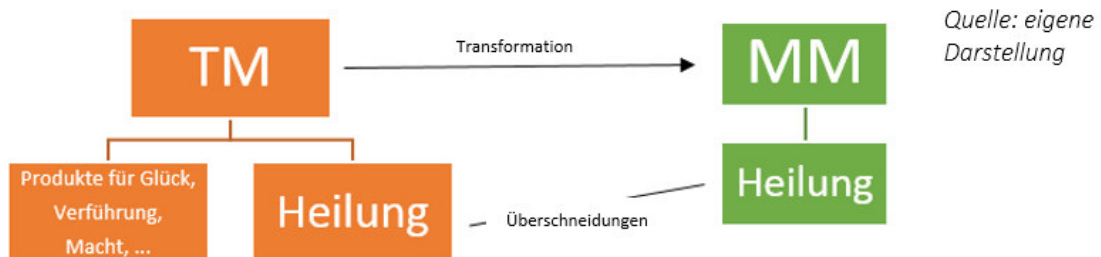 TM
Transformation
MM
Quelle: eigene
Darstellung
Produkte für Glück,
Verführung,
Macht, ...
Heilung
Überschneidungen
Heilung